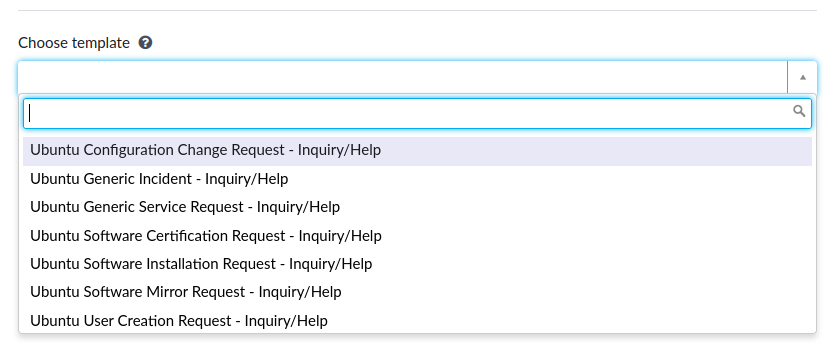 Choose template
Ubuntu Configuration Change Request - Inquiry/Help
Ubuntu Generic Incident - Inquiry/Help
Ubuntu Generic Service Request - Inquiry/Help
Ubuntu Software Certification Request - Inquiry/Help
Ubuntu Software Installation Request - Inquiry/Help
Ubuntu Software Mirror Request - Inquiry/Help
Ubuntu User Creation Request - Inquiry/Help